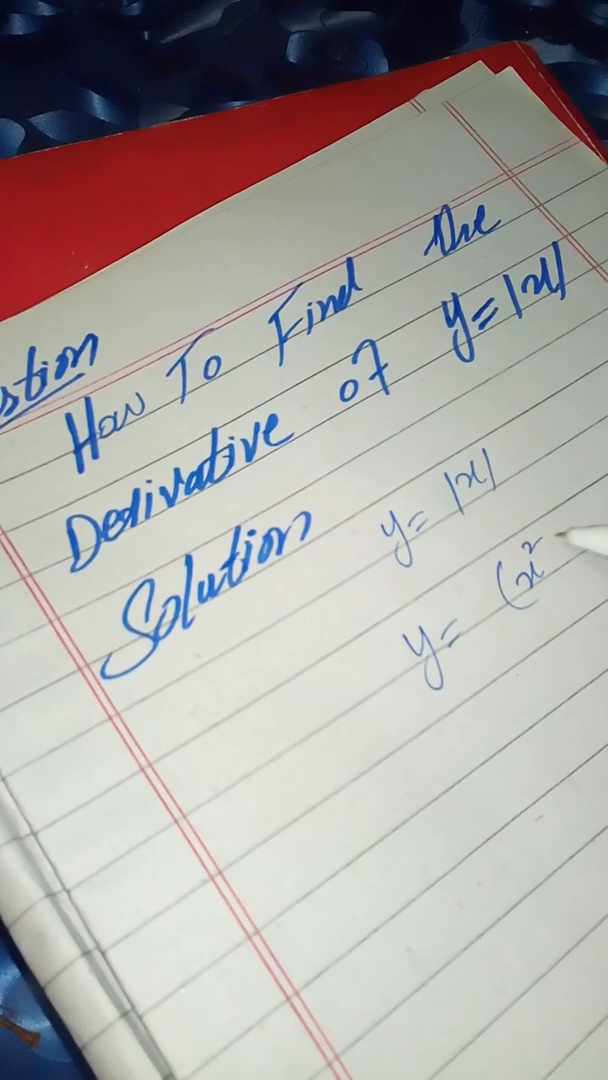 stion
How To Find the
Derivative of y=|x|
Solution y= |x|
y= (x²